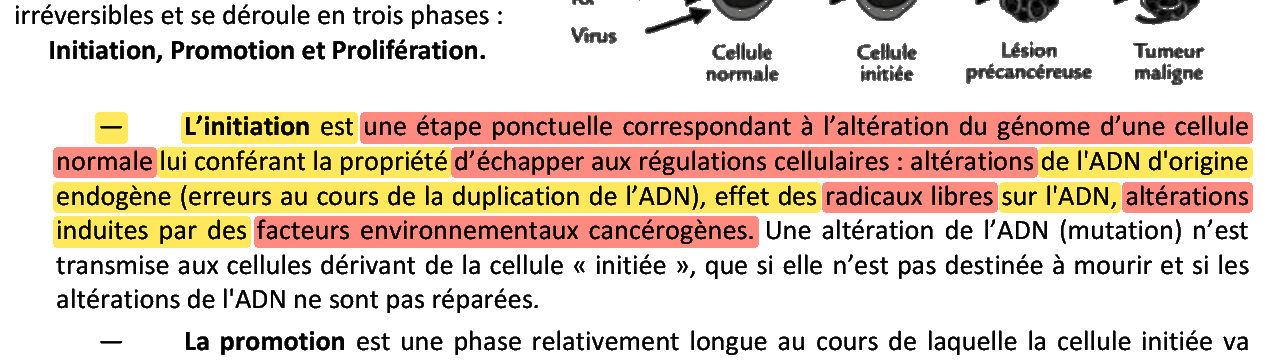 irréversibles et se déroule en trois phases :
Initiation, Promotion et Prolifération.
Virus
Cellule normale
Cellule initiée
Lésion précancéreuse
Tumeur maligne
— L’initiation est une étape ponctuelle correspondant à l’altération du génome d’une cellule
normale lui conférant la propriété d’échapper aux régulations cellulaires : altérations de l'ADN d'origine
endogène (erreurs au cours de la duplication de l’ADN), effet des radicaux libres sur l'ADN, altérations
induites par des facteurs environnementaux cancérogènes. Une altération de l’ADN (mutation) n’est
transmise aux cellules dérivant de la cellule « initiée », que si elle n’est pas destinée à mourir et si les
altérations de l'ADN ne sont pas réparées.
— La promotion est une phase relativement longue au cours de laquelle la cellule initiée va